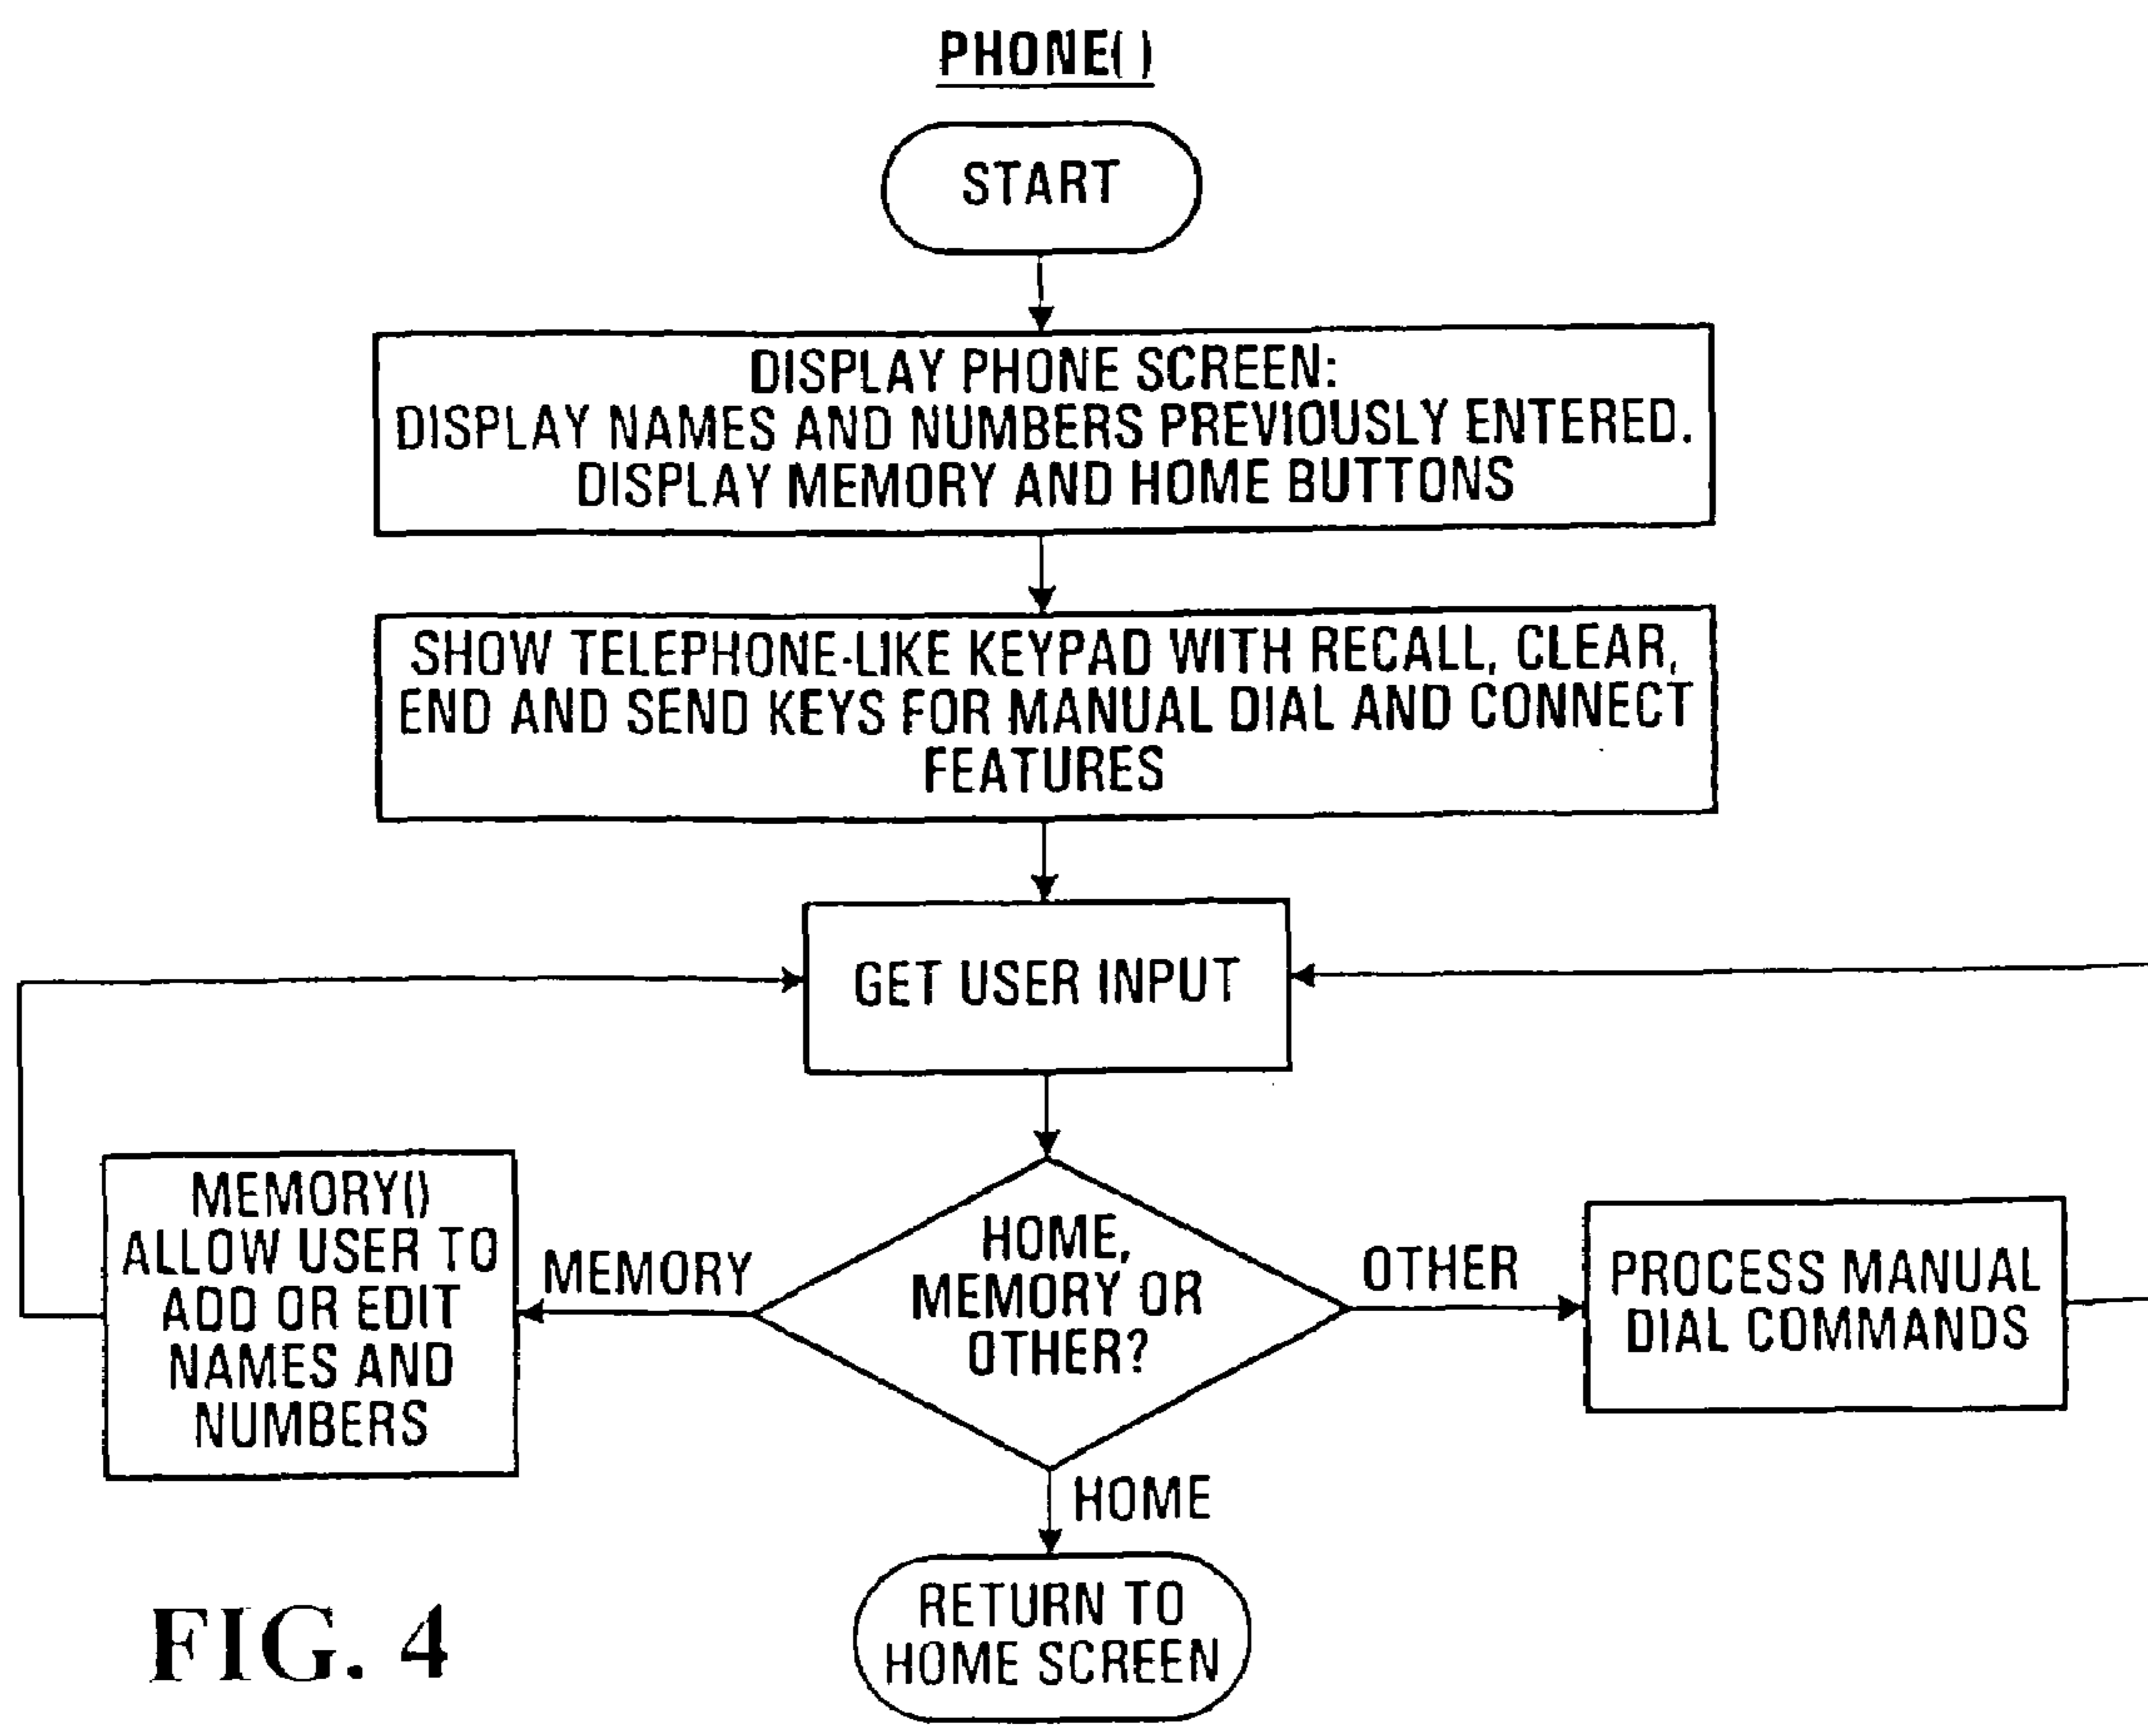 PHONE( )
START
DISPLAY PHONE SCREEN:
DISPLAY NAMES AND NUMBERS PREVIOUSLY ENTERED.
DISPLAY MEMORY AND HOME BUTTONS
SHOW TELEPHONE-LIKE KEYPAD WITH RECALL, CLEAR,
END AND SEND KEYS FOR MANUAL DIAL AND CONNECT
FEATURES
GET USER INPUT
MEMORY()
ALLOW USER TO
ADD OR EDIT
NAMES AND
NUMBERS
MEMORY
HOME,
MEMORY OR
OTHER?
OTHER
PROCESS MANUAL
DIAL COMMANDS
HOME
RETURN TO
HOME SCREEN
FIG. 4